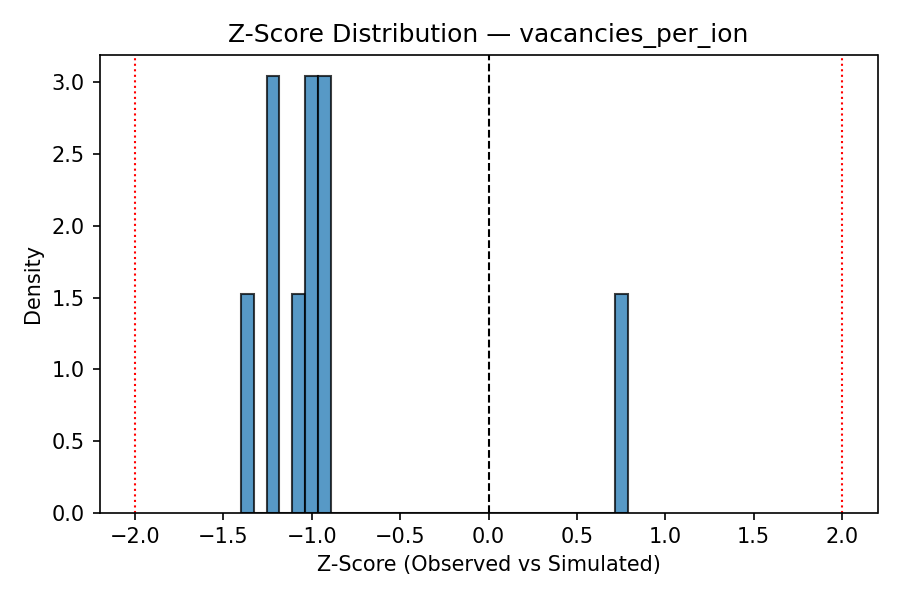 Z-Score Distribution — vacancies_per_ion
Density
3.0
2.5
2.0
1.5
1.0
0.5
0.0
−2.0 −1.5 −1.0 −0.5 0.0 0.5 1.0 1.5 2.0
Z-Score (Observed vs Simulated)